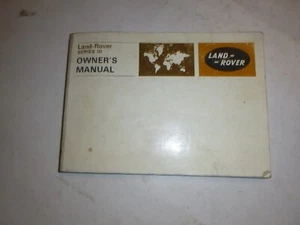 Land-Rover
SERIES III
OWNER'S
MANUAL
LAND-
-ROVER